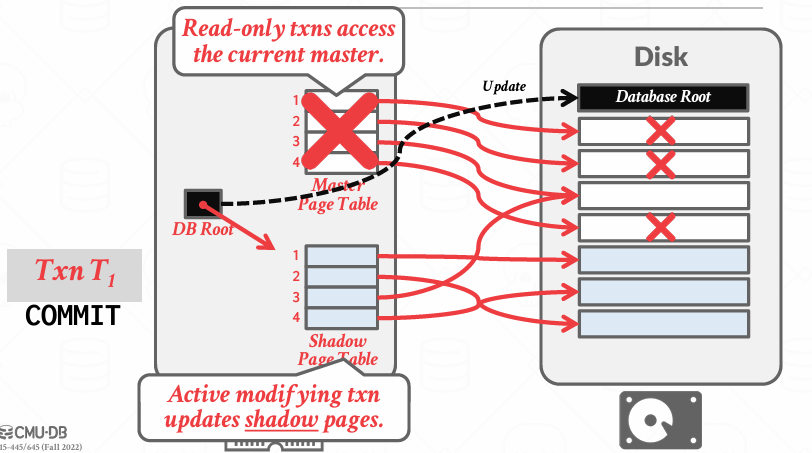 Read-only txns access
the current master.
Disk
Update
Database Root
1
2
3
4
Master
Page Table
DB Root
Txn T1
COMMIT
1
2
3
4
Shadow
Page Table
Active modifying txn
updates shadow pages.
CMU-DB
15-445/645 (Fall 2022)